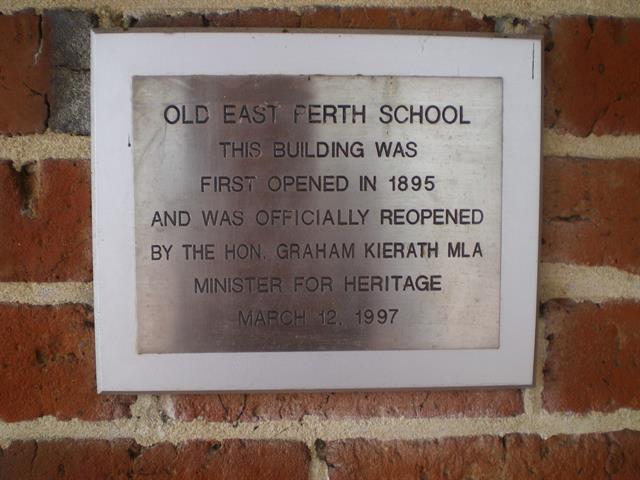 OLD EAST PERTH SCHOOL
THIS BUILDING WAS
FIRST OPENED IN 1895
AND WAS OFFICIALLY REOPENED
BY THE HON. GRAHAM KIERATH MLA
MINISTER FOR HERITAGE
MARCH 12, 1997